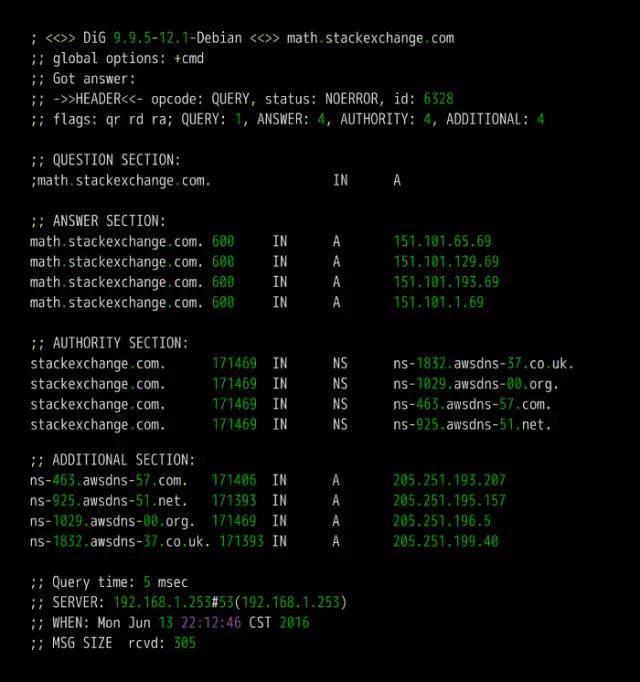 ; <<>> DiG 9.9.5-12.1-Debian <<>> math.stackexchange.com
;; global options: +cmd
;; Got answer:
;; ->>HEADER<<- opcode: QUERY, status: NOERROR, id: 6328
;; flags: qr rd ra; QUERY: 1, ANSWER: 4, AUTHORITY: 4, ADDITIONAL: 4

;; QUESTION SECTION:
;math.stackexchange.com. IN A

;; ANSWER SECTION:
math.stackexchange.com. 600 IN A 151.101.65.69
math.stackexchange.com. 600 IN A 151.101.129.69
math.stackexchange.com. 600 IN A 151.101.193.69
math.stackexchange.com. 600 IN A 151.101.1.69

;; AUTHORITY SECTION:
stackexchange.com. 171469 IN NS ns-1832.awsdns-37.co.uk.
stackexchange.com. 171469 IN NS ns-1029.awsdns-00.org.
stackexchange.com. 171469 IN NS ns-463.awsdns-57.com.
stackexchange.com. 171469 IN NS ns-925.awsdns-51.net.

;; ADDITIONAL SECTION:
ns-463.awsdns-57.com. 171406 IN A 205.251.193.207
ns-925.awsdns-51.net. 171393 IN A 205.251.195.157
ns-1029.awsdns-00.org. 171469 IN A 205.251.196.5
ns-1832.awsdns-37.co.uk. 171393 IN A 205.251.199.40

;; Query time: 5 msec
;; SERVER: 192.168.1.253#53(192.168.1.253)
;; WHEN: Mon Jun 13 22:12:46 CST 2016
;; MSG SIZE rcvd: 305